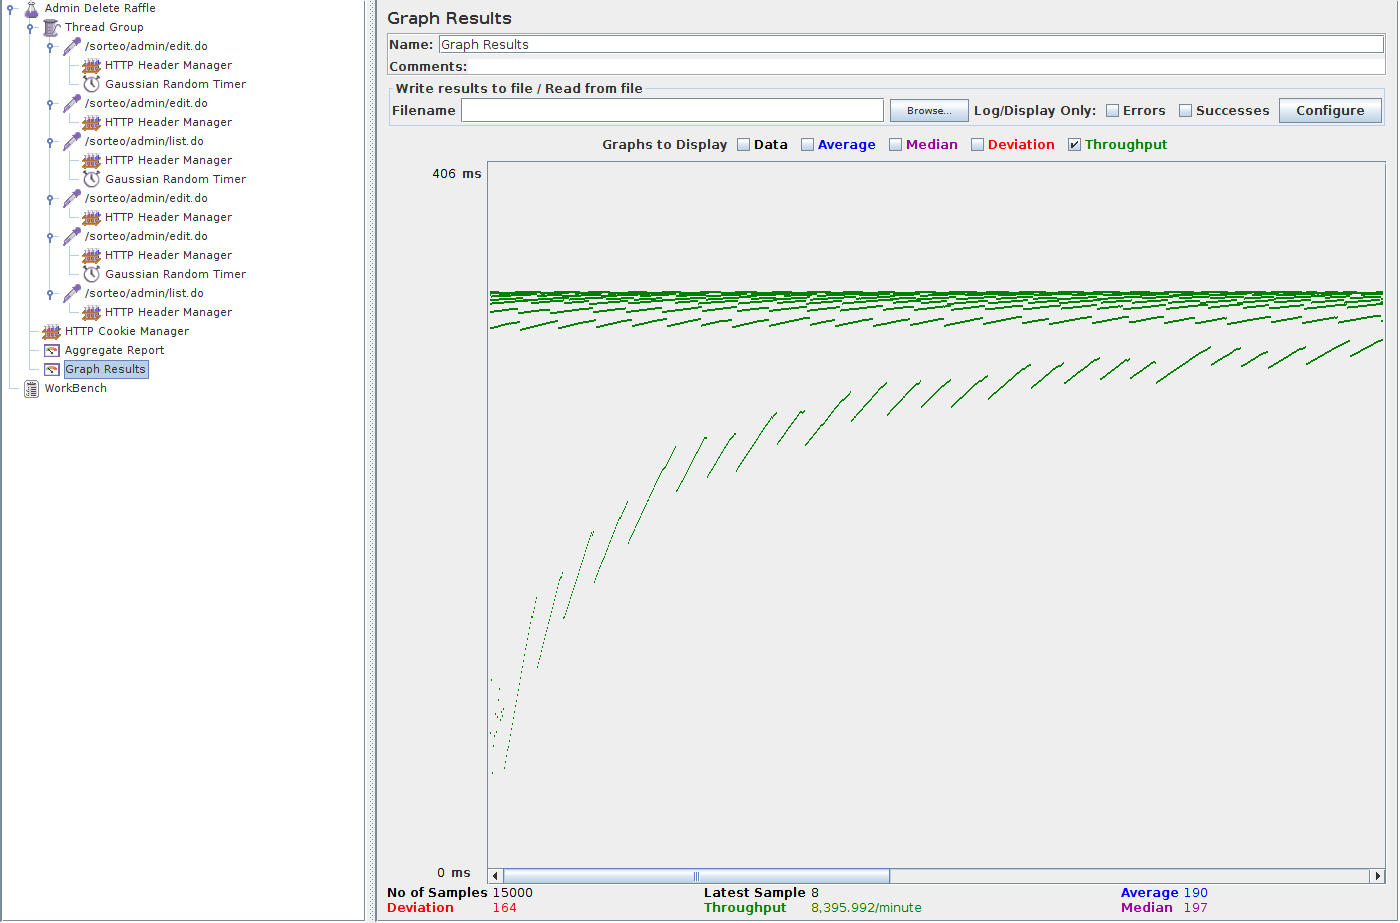 Admin Delete Raffle
Thread Group
/sorteo/admin/edit.do
HTTP Header Manager
Gaussian Random Timer
/sorteo/admin/edit.do
HTTP Header Manager
/sorteo/admin/list.do
HTTP Header Manager
Gaussian Random Timer
/sorteo/admin/edit.do
HTTP Header Manager
/sorteo/admin/edit.do
HTTP Header Manager
Gaussian Random Timer
/sorteo/admin/list.do
HTTP Header Manager
HTTP Cookie Manager
Aggregate Report
Graph Results
WorkBench
Graph Results
Name: Graph Results
Comments:
Write results to file / Read from file
Filename Browse... Log/Display Only: Errors Successes Configure
Graphs to Display Data Average Median Deviation Throughput
406 ms
0 ms
No of Samples 15000 Latest Sample 8 Average 190
Deviation 164 Throughput 8,395.992/minute Median 197